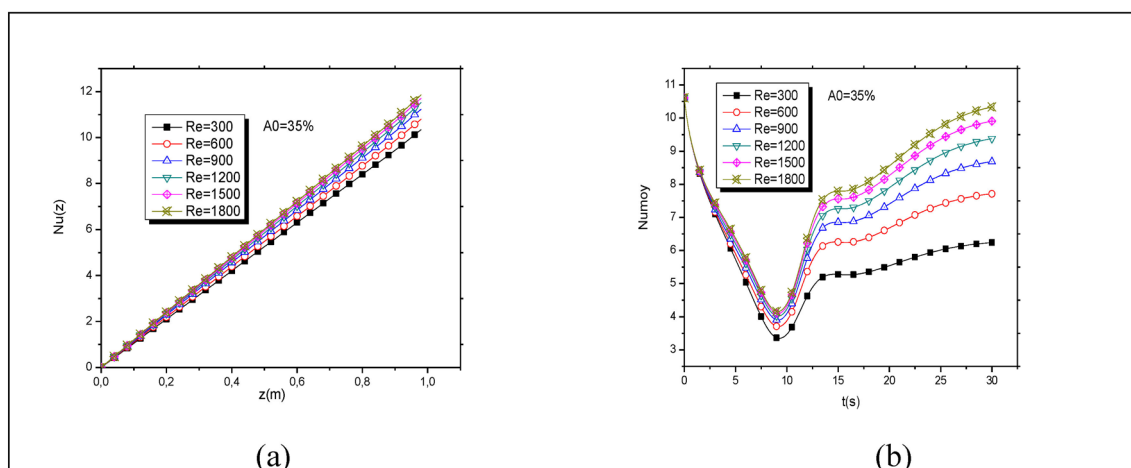 12
10
8
6
4
2
0
Nu(z)
Re=300
Re=600
Re=900
Re=1200
Re=1500
Re=1800
A0=35%
0,0
0,2
0,4
0,6
0,8
1,0
z(m)
(a)
11
10
9
8
7
6
5
4
3
Numoy
Re=300
Re=600
Re=900
Re=1200
Re=1500
Re=1800
A0=35%
0
5
10
15
20
25
30
t(s)
(b)